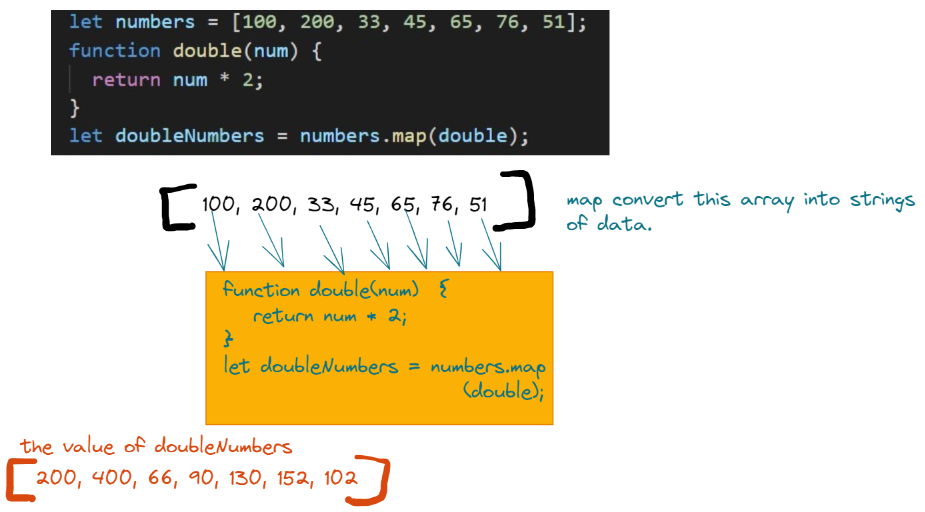 let numbers = [100, 200, 33, 45, 65, 76, 51];
function double(num) {
return num * 2;
}
let doubleNumbers = numbers.map(double);
[100, 200, 33, 45, 65, 76, 51]
map convert this array into strings
of data.
function double(num) {
return num * 2;
}
let doubleNumbers = numbers.map
(double);
the value of doubleNumbers
[200, 400, 66, 90, 130, 152, 102]